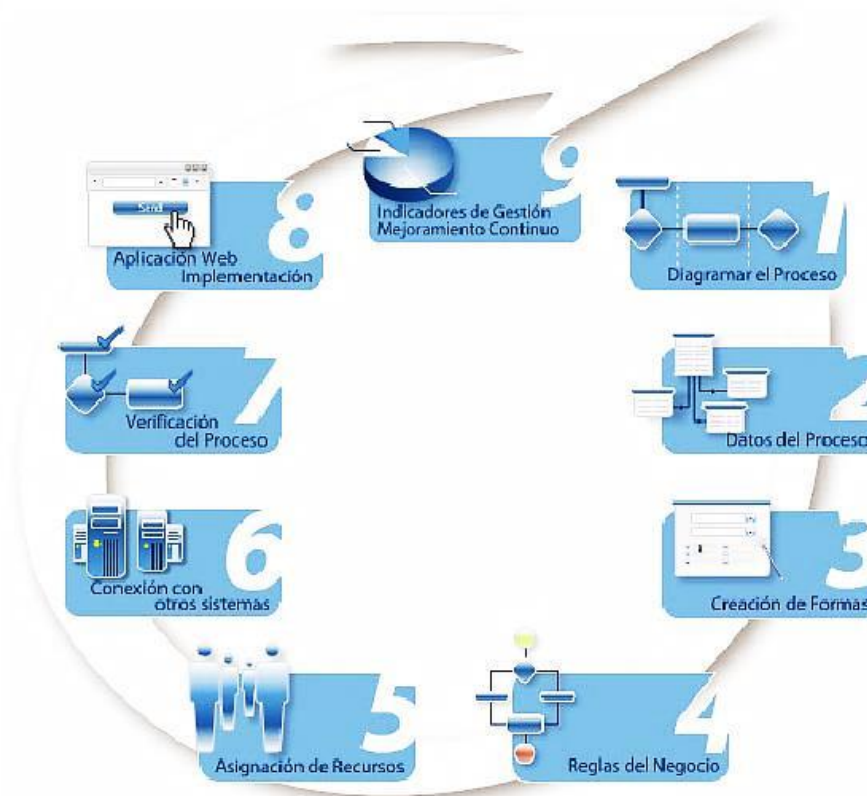 1
Diagramar el Proceso
2
Datos del Proceso
3
Creación de Formas
4
Reglas del Negocio
5
Asignación de Recursos
6
Conexión con
otros sistemas
7
Verificación
del Proceso
8
Send
Aplicación Web
Implementación
9
Indicadores de Gestión
Mejoramiento Continuo